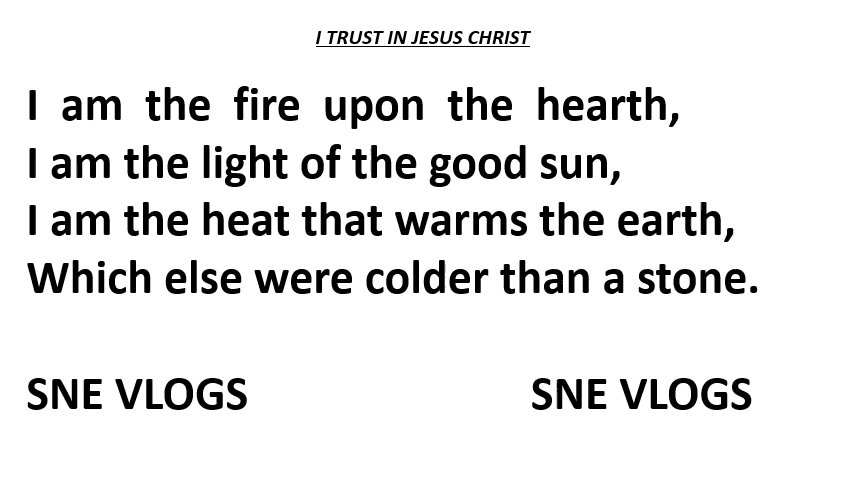 I TRUST IN JESUS CHRIST
I am the fire upon the hearth,
I am the light of the good sun,
I am the heat that warms the earth,
Which else were colder than a stone.
SNE VLOGS SNE VLOGS